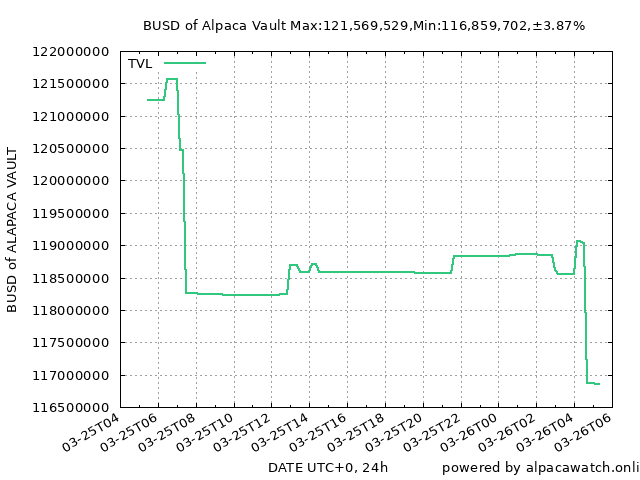 BUSD of Alpaca Vault Max:121,569,529,Min:116,859,702,±3.87%
TVL
122000000
121500000
121000000
120500000
120000000
119500000
119000000
118500000
118000000
117500000
117000000
116500000
BUSD of ALAPACA VAULT
03-25T04
03-25T06
03-25T08
03-25T10
03-25T12
03-25T14
03-25T16
03-25T18
03-25T20
03-25T22
03-26T00
03-26T02
03-26T04
03-26T06
DATE UTC+0, 24h
powered by alpacawatch.onli